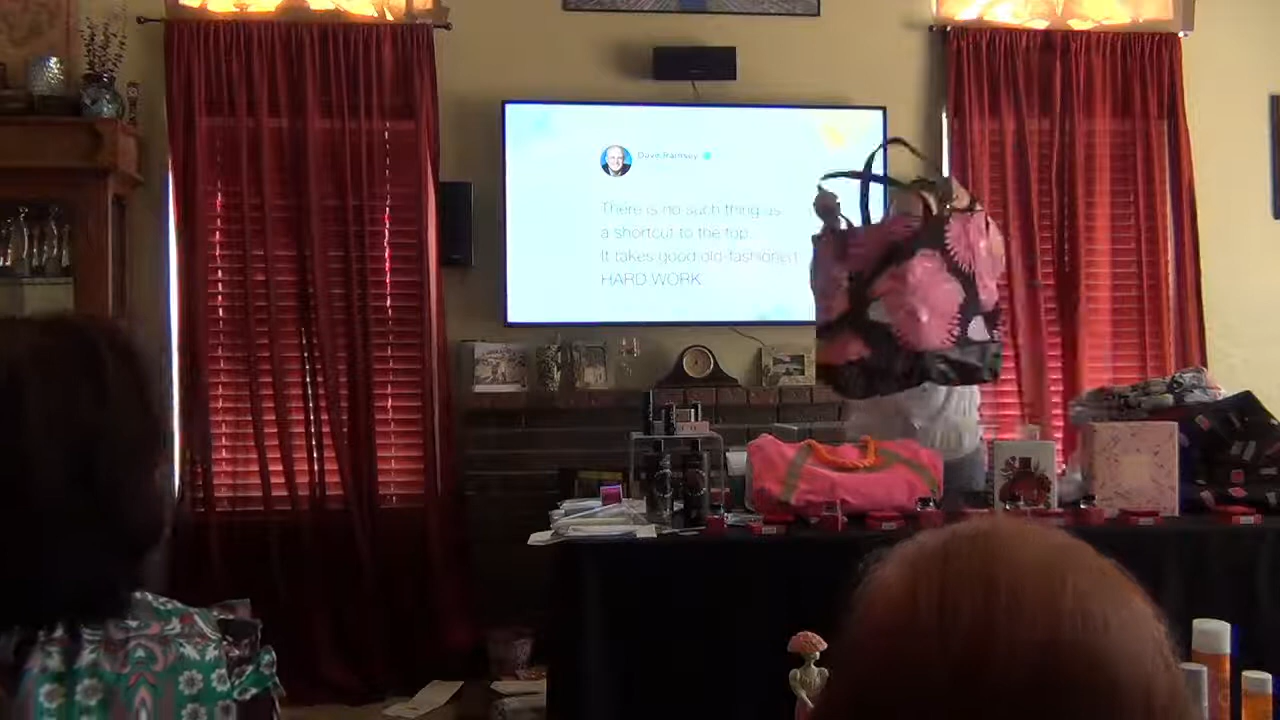 Dave Ramsey
There is no such thing as
a shortcut to the top.
It takes good old-fashioned
HARD WORK.